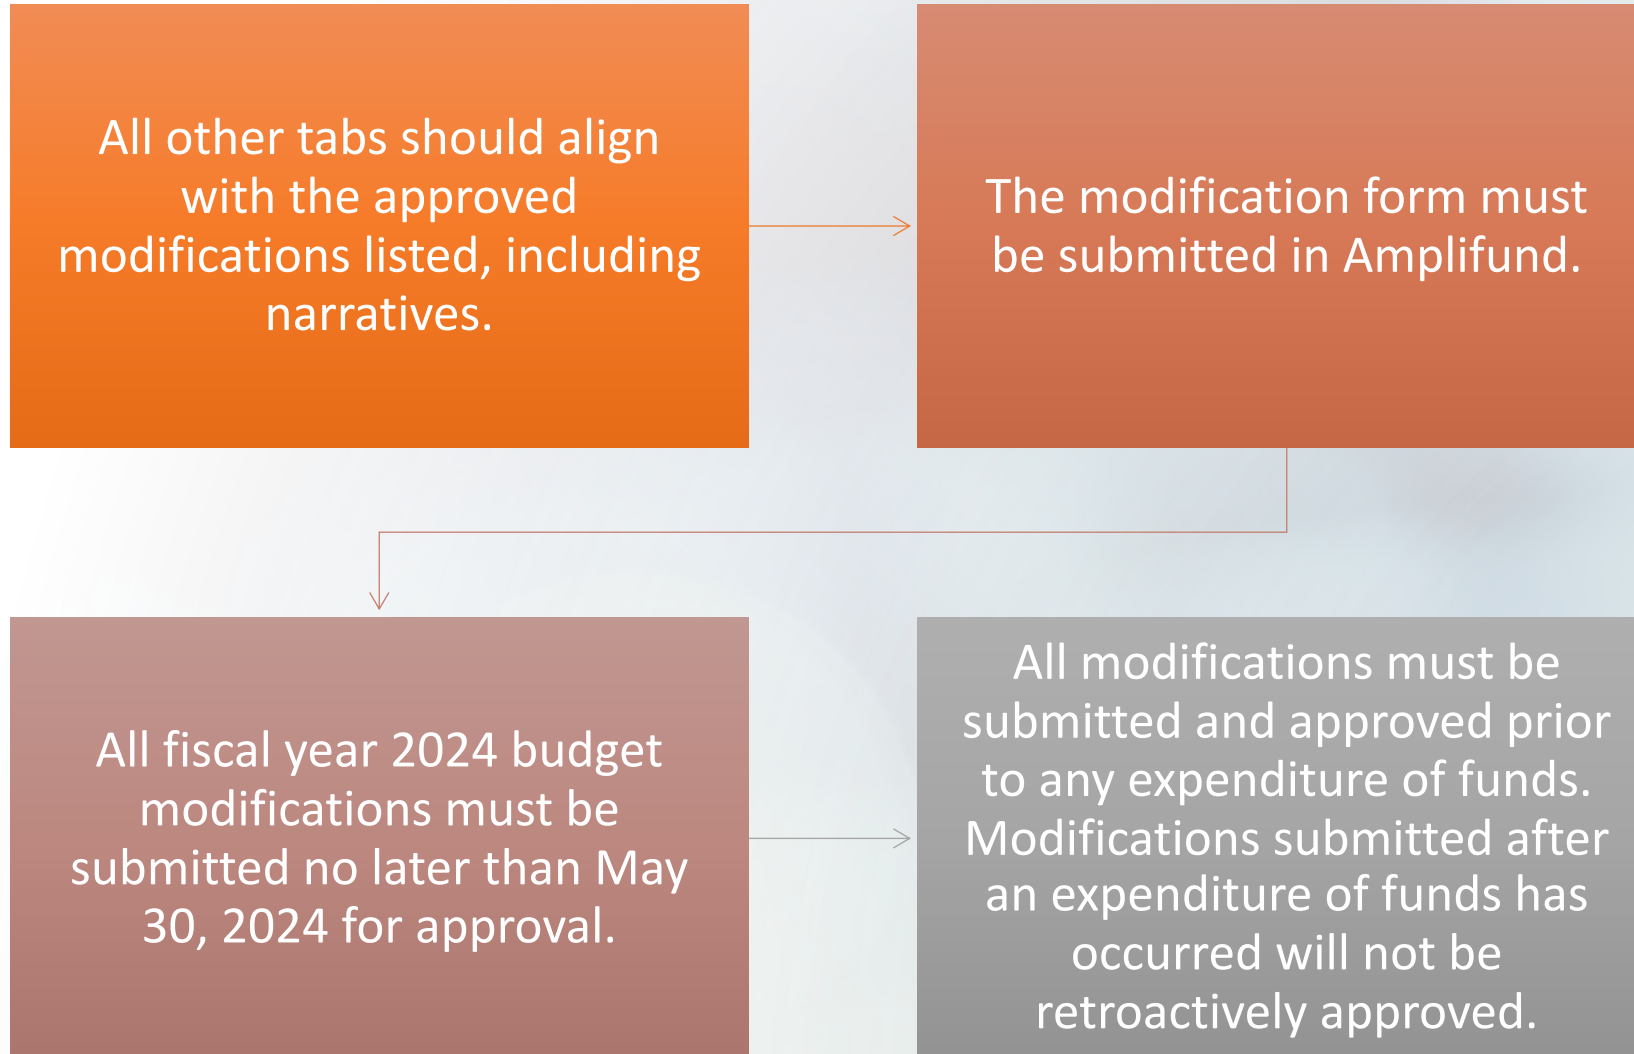 All other tabs should align
with the approved
modifications listed, including
narratives.
The modification form must
be submitted in Amplifund.
All fiscal year 2024 budget
modifications must be
submitted no later than May
30, 2024 for approval.
All modifications must be
submitted and approved prior
to any expenditure of funds.
Modifications submitted after
an expenditure of funds has
occurred will not be
retroactively approved.